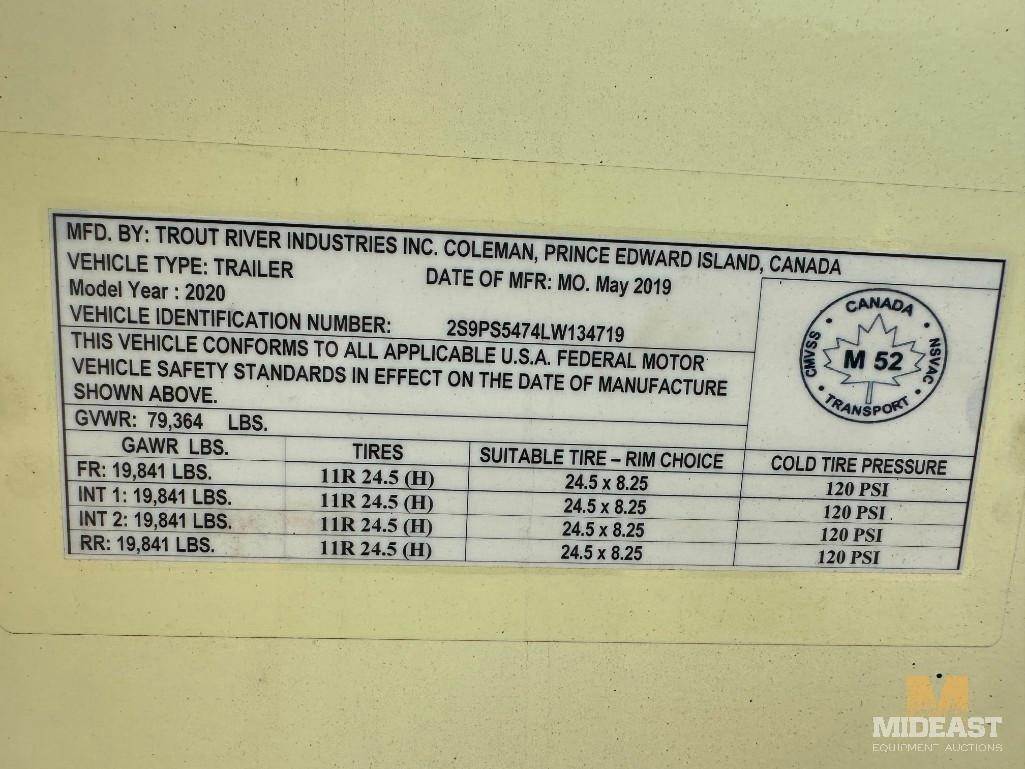 MFD. BY: TROUT RIVER INDUSTRIES INC. COLEMAN, PRINCE EDWARD ISLAND, CANADA
VEHICLE TYPE: TRAILER DATE OF MFR: MO. May 2019
Model Year : 2020
VEHICLE IDENTIFICATION NUMBER: 2S9PS5474LW134719
THIS VEHICLE CONFORMS TO ALL APPLICABLE U.S.A. FEDERAL MOTOR
VEHICLE SAFETY STANDARDS IN EFFECT ON THE DATE OF MANUFACTURE
SHOWN ABOVE.
CANADA
CMVSS M 52 NSVAC
TRANSPORT
GVWR: 79,364 LBS.
GAWR LBS. TIRES SUITABLE TIRE – RIM CHOICE COLD TIRE PRESSURE
FR: 19,841 LBS. 11R 24.5 (H) 24.5 x 8.25 120 PSI
INT 1: 19,841 LBS. 11R 24.5 (H) 24.5 x 8.25 120 PSI
INT 2: 19,841 LBS. 11R 24.5 (H) 24.5 x 8.25 120 PSI
RR: 19,841 LBS. 11R 24.5 (H) 24.5 x 8.25 120 PSI
M
MIDEAST
EQUIPMENT AUCTIONS